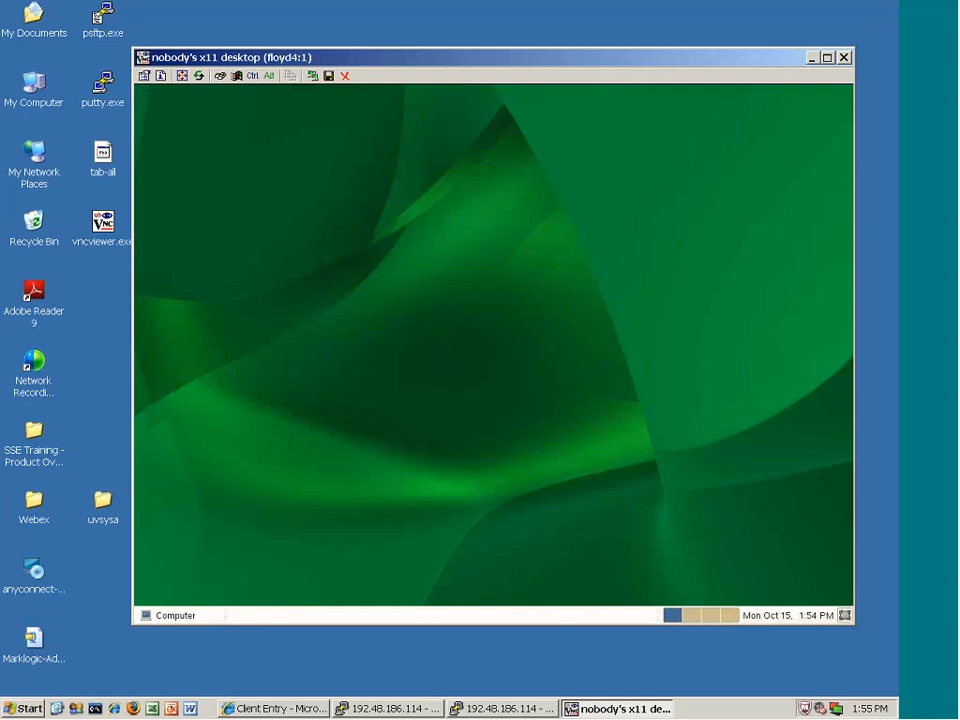 My Documents
psftp.exe
nobody's x11 desktop (floyd4:1)
Ctrl Alt
My Computer
putty.exe
My Network
Places
tab-all
Recycle Bin
VNC
vncviewer.exe
Adobe Reader
9
Network
Recordi...
SSE Training -
Product Ov...
Webex
uvsysa
anyconnect-...
Marklogic-Ad...
Computer
Mon Oct 15, 1:54 PM
Start
Client Entry - Micro...
192.48.186.114 - ...
192.48.186.114 - ...
nobody's x11 de...
1:55 PM